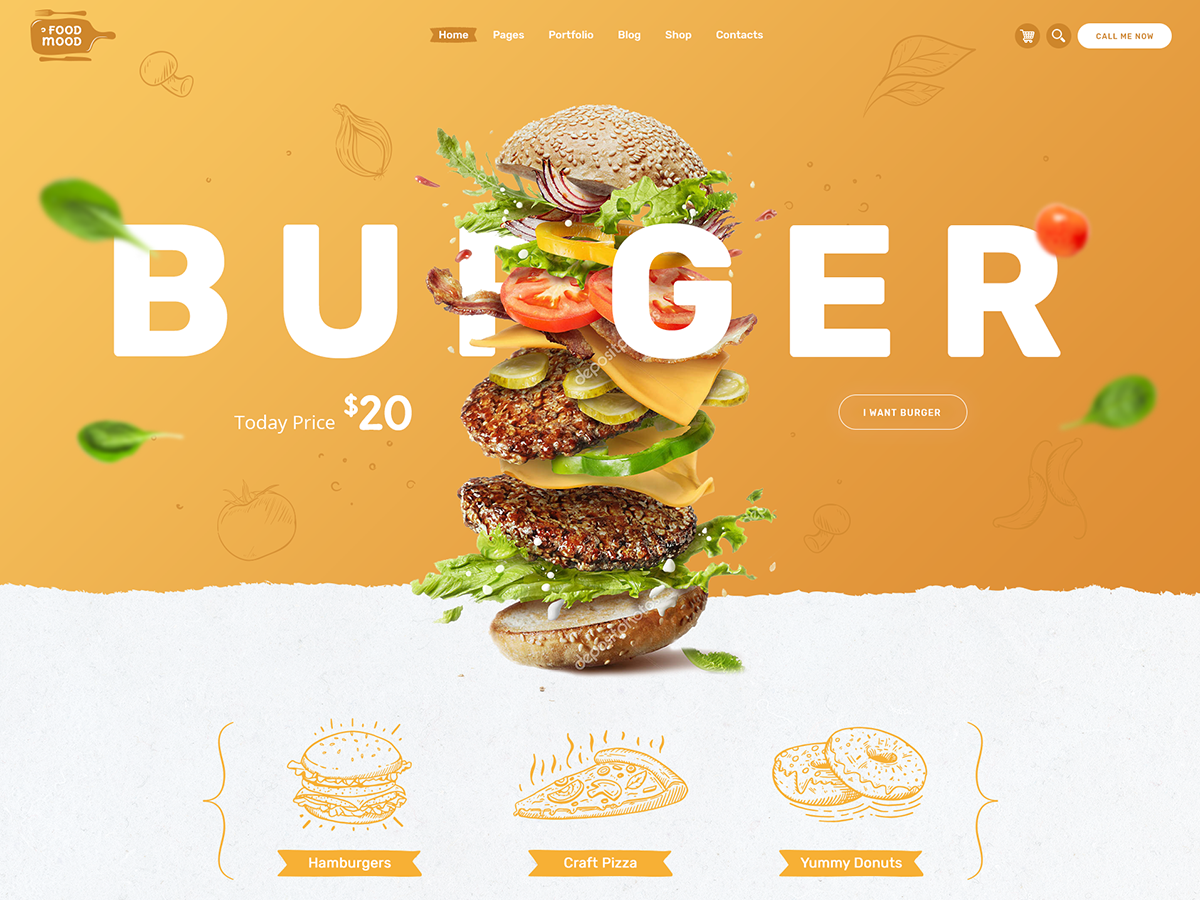 FOOD
MOOD
Home
Pages
Portfolio
Blog
Shop
Contacts
CALL ME NOW
BURGER
Today Price $20
I WANT BURGER
Hamburgers
Craft Pizza
Yummy Donuts